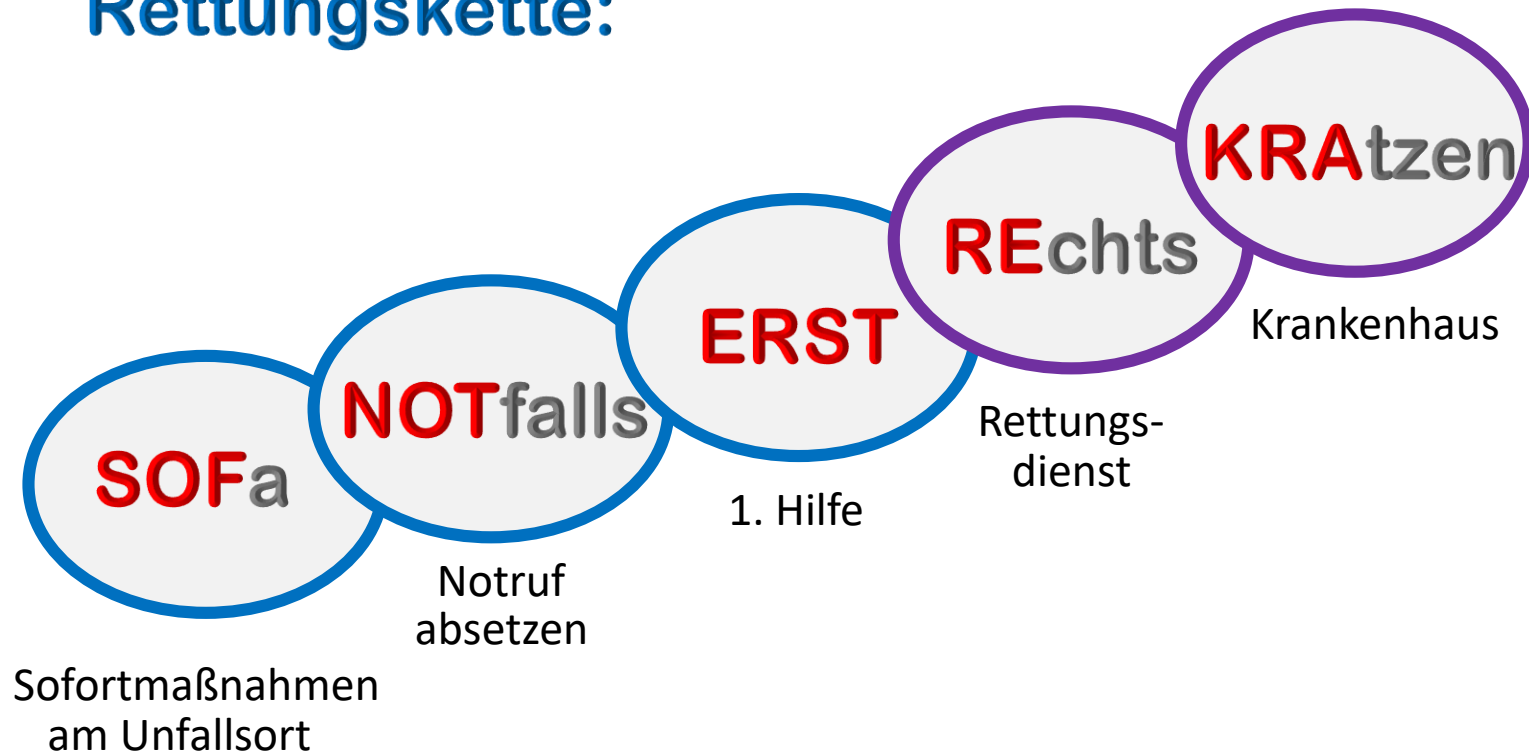 Rettungskette:
SOFa
Sofortmaßnahmen
am Unfallsort
NOTfalls
Notruf
absetzen
ERST
1. Hilfe
REchts
Rettungs-
dienst
KRAtzen
Krankenhaus